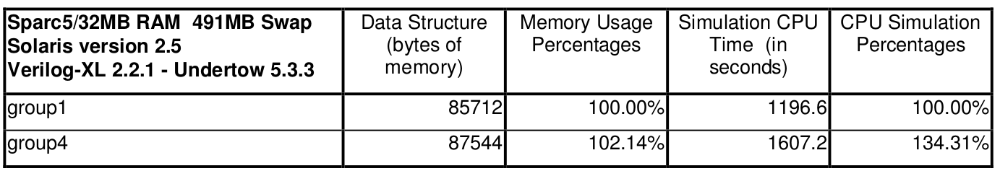 Sparc5/32MB RAM  491MB Swap
Solaris version 2.5
Verilog-XL 2.2.1 - Undertow 5.3.3
Data Structure
(bytes of
memory)
Memory Usage
Percentages
Simulation CPU
Time  (in
seconds)
CPU Simulation
Percentages
group1 85712 100.00% 1196.6 100.00%
group4 87544 102.14% 1607.2 134.31%